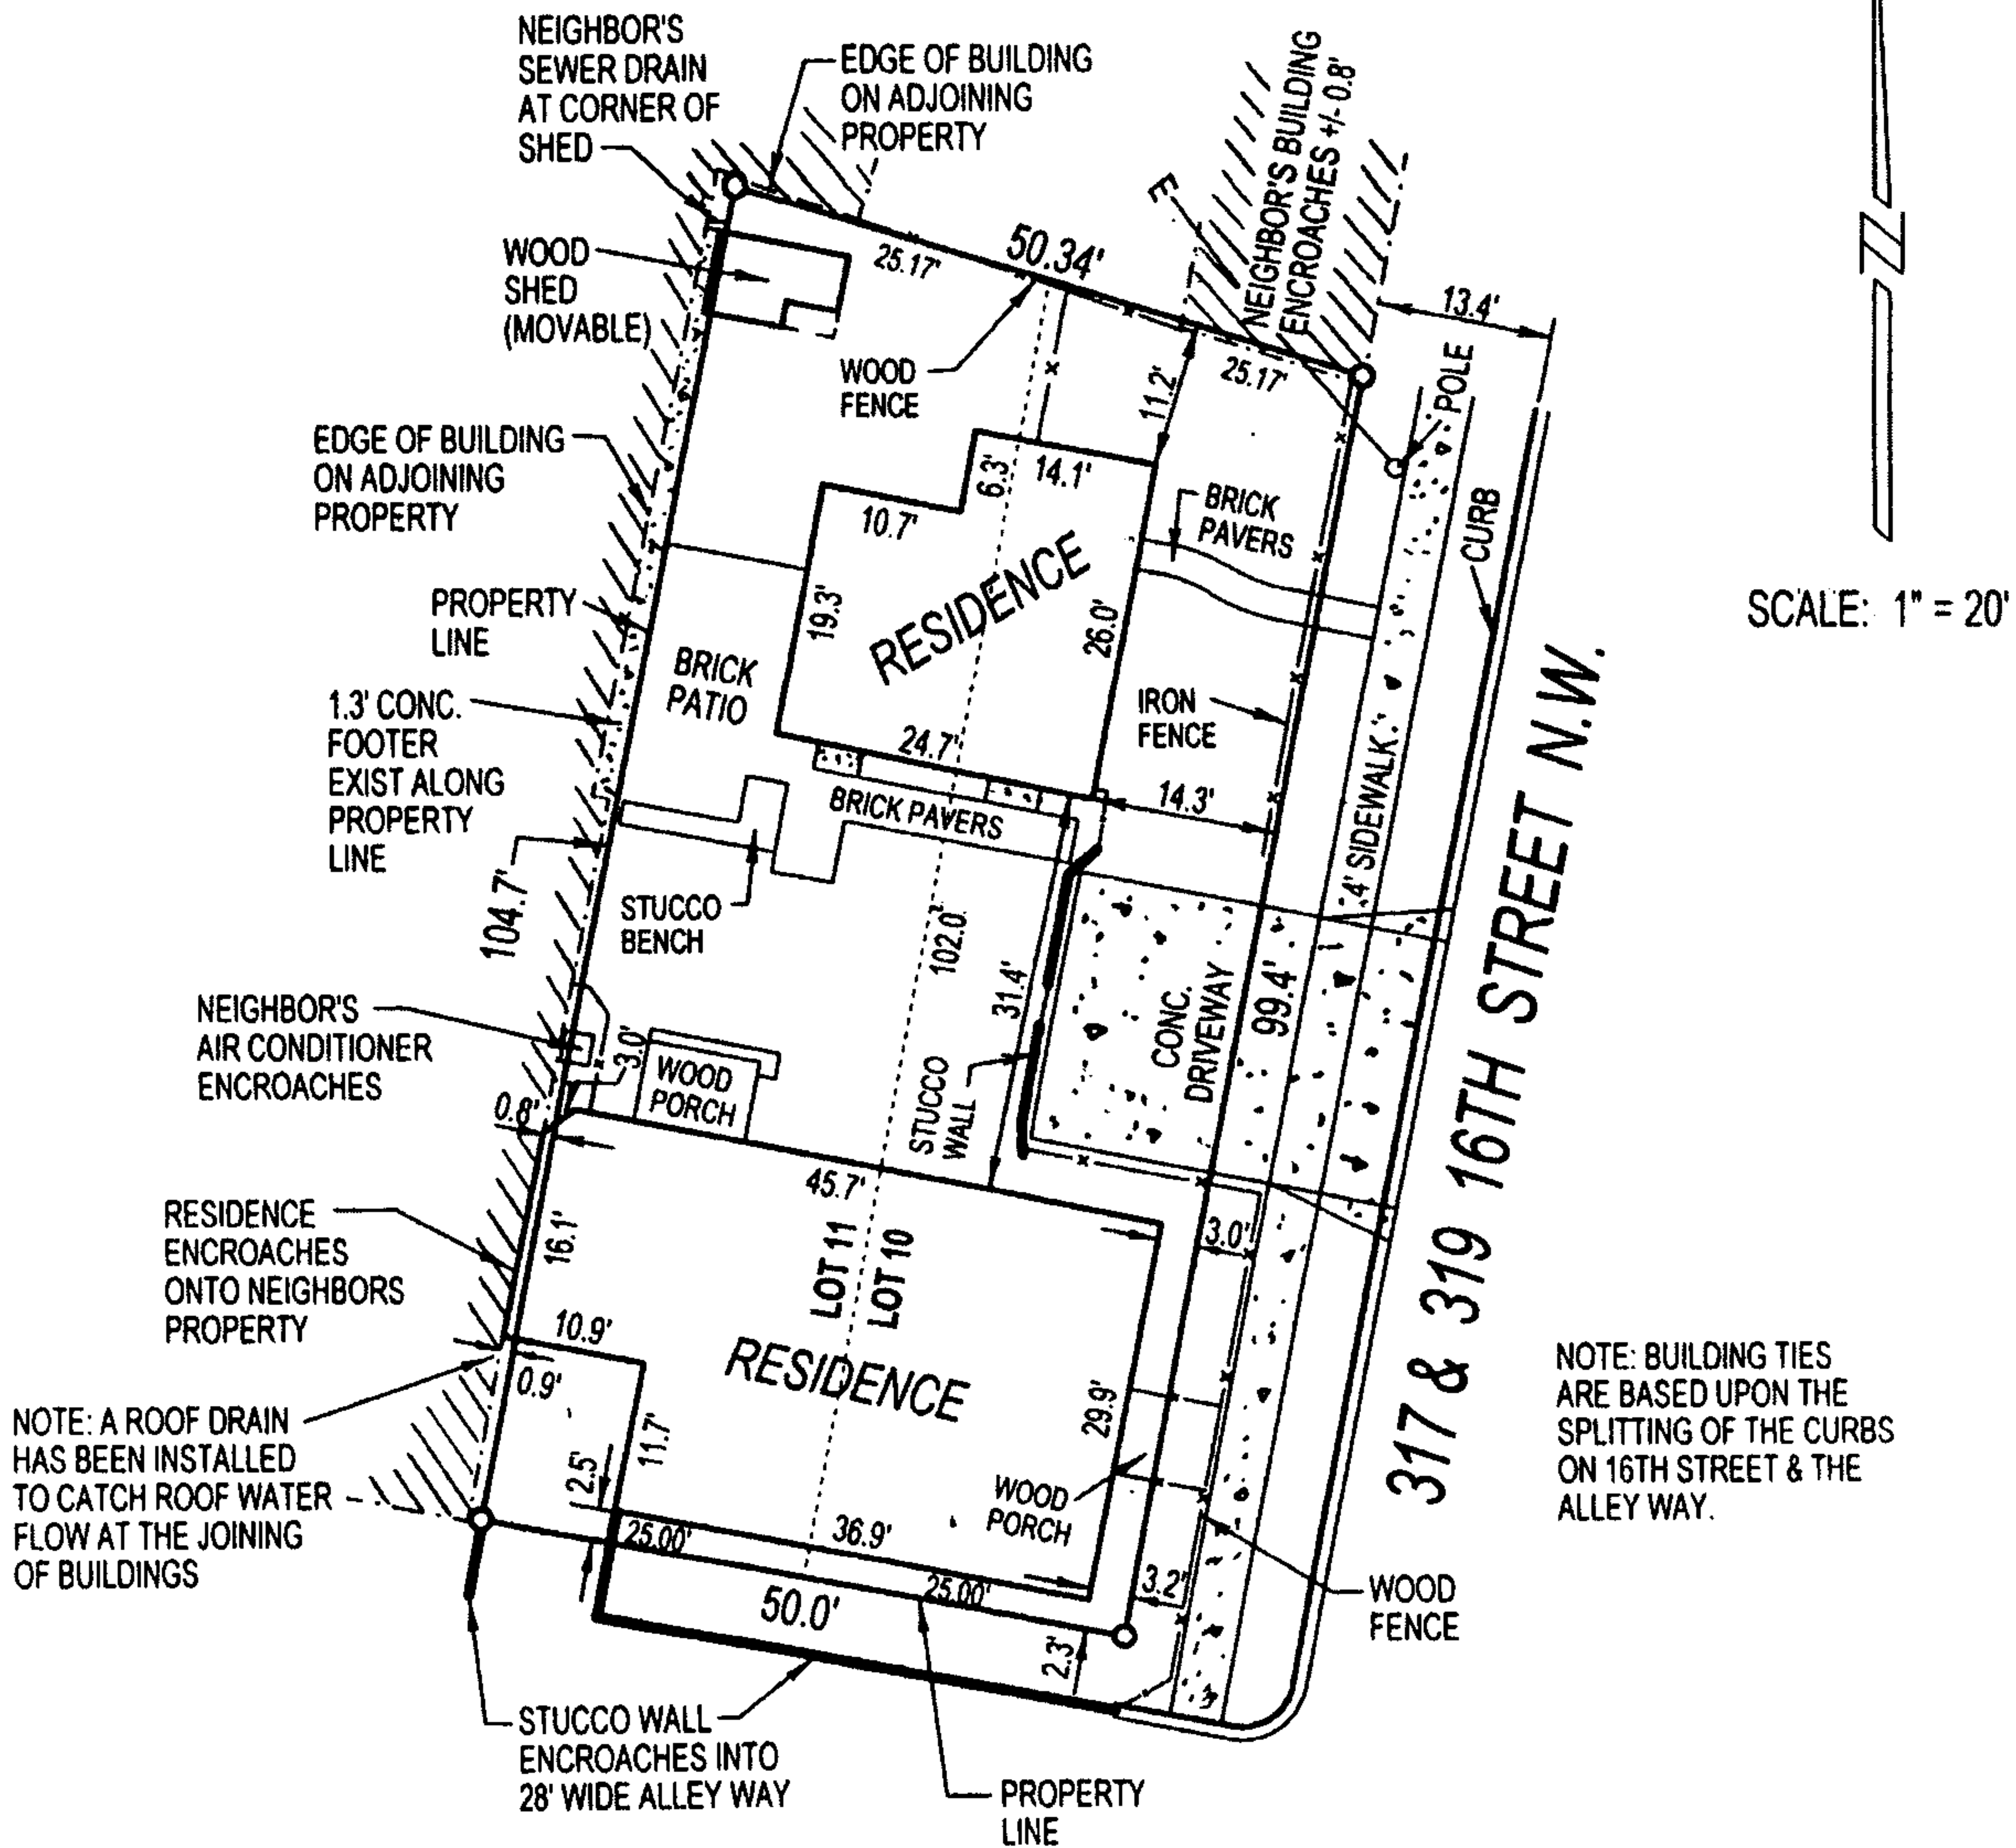 NEIGHBOR'S
SEWER DRAIN
AT CORNER OF
SHED
EDGE OF BUILDING
ON ADJOINING
PROPERTY
NEIGHBOR'S BUILDING
ENCROACHES +/- 0.8'
E
N
WOOD
SHED
(MOVABLE)
25.17'
50.34'
25.17'
13.4'
POLE
WOOD
FENCE
11.2'
EDGE OF BUILDING
ON ADJOINING
PROPERTY
6.3'
14.1'
10.7'
BRICK
PAVERS
CURB
SCALE: 1" = 20'
PROPERTY
LINE
19.3'
RESIDENCE
26.0'
BRICK
PATIO
1.3' CONC.
FOOTER
EXIST ALONG
PROPERTY
LINE
IRON
FENCE
24.7'
BRICK PAVERS
14.3'
4' SIDEWALK
104.7'
STUCCO
BENCH
102.0'
31.4'
CONC.
DRIVEWAY
99.4'
317 & 319 16TH STREET N.W.
NEIGHBOR'S
AIR CONDITIONER
ENCROACHES
3.0'
WOOD
PORCH
0.8'
STUCCO
WALL
45.7'
RESIDENCE
ENCROACHES
ONTO NEIGHBORS
PROPERTY
16.1'
LOT 11
LOT 10
3.0'
10.9'
0.9'
RESIDENCE
29.9'
NOTE: BUILDING TIES
ARE BASED UPON THE
SPLITTING OF THE CURBS
ON 16TH STREET & THE
ALLEY WAY.
NOTE: A ROOF DRAIN
HAS BEEN INSTALLED
TO CATCH ROOF WATER
FLOW AT THE JOINING
OF BUILDINGS
11.7'
2.5'
WOOD
PORCH
25.00'
36.9'
25.00'
50.0'
3.2'
2.3'
WOOD
FENCE
STUCCO WALL
ENCROACHES INTO
28' WIDE ALLEY WAY
PROPERTY
LINE